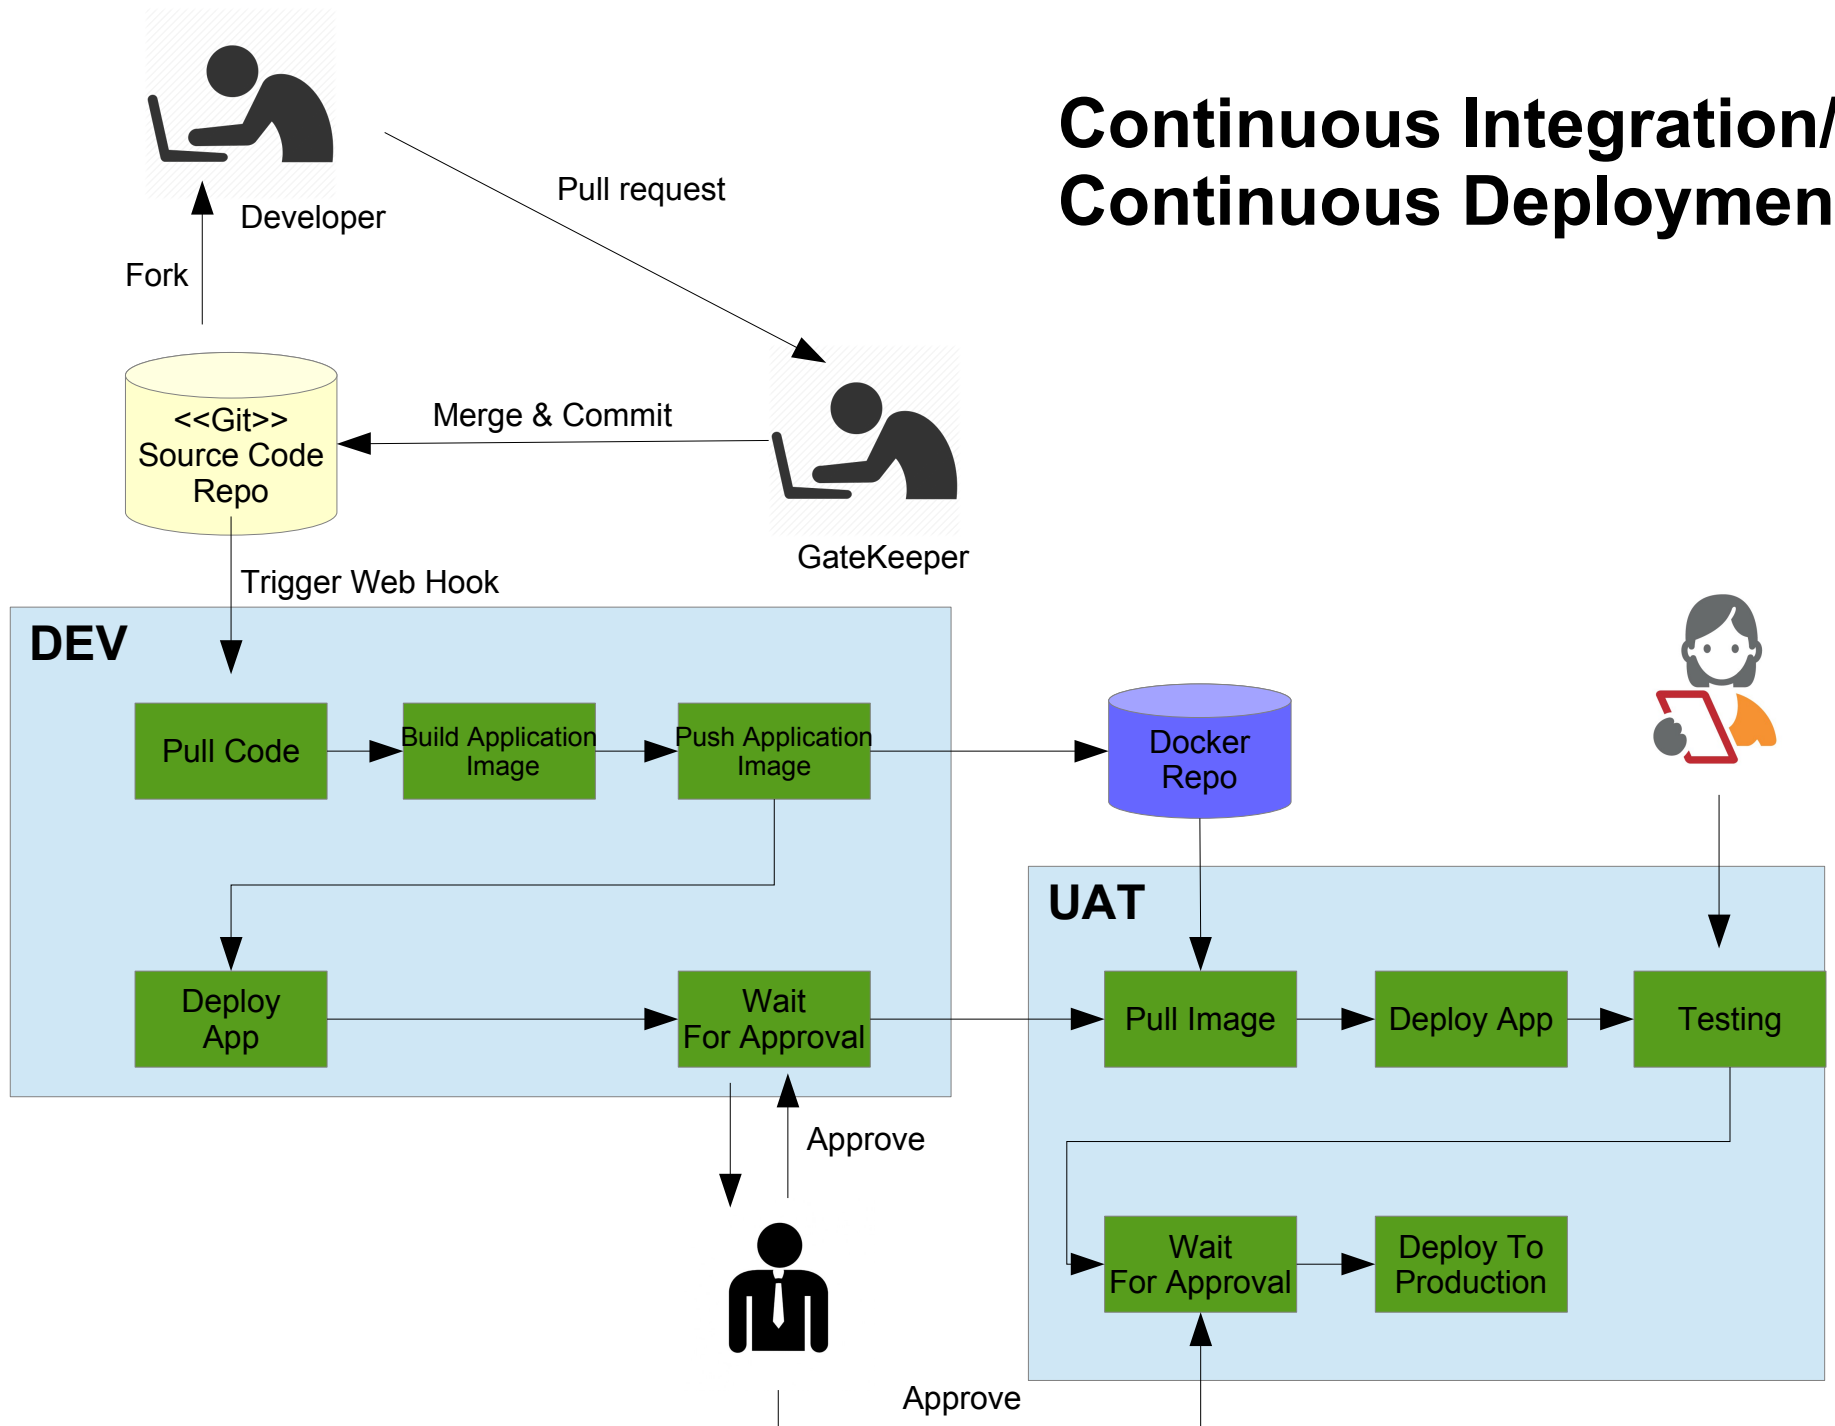 Continuous Integration/
Continuous Deploymen
Pull request
Developer
Fork
<<Git>>
Source Code
Repo
Merge & Commit
GateKeeper
Trigger Web Hook
DEV
Pull Code
Build Application
Image
Push Application
Image
Docker
Repo
UAT
Deploy
App
Wait
For Approval
Pull Image
Deploy App
Testing
Approve
Wait
For Approval
Deploy To
Production
Approve